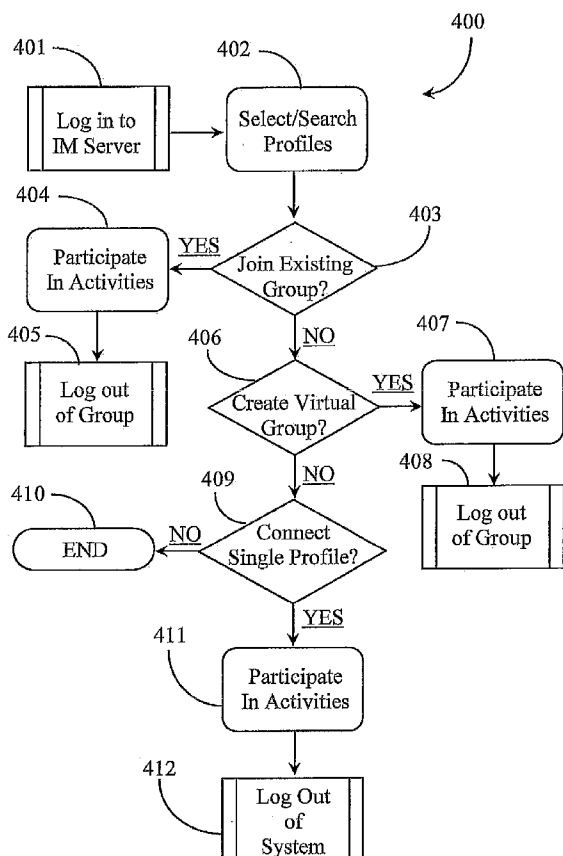 401
402
400
Log in to
IM Server
Select/Search
Profiles
404
403
Participate
In Activities
YES
Join Existing
Group?
405
406
NO
407
Log out
of Group
Create Virtual
Group?
YES
Participate
In Activities
408
410
409
NO
Log out
of Group
END
NO
Connect
Single Profile?
YES
411
Participate
In Activities
412
Log Out
of
System